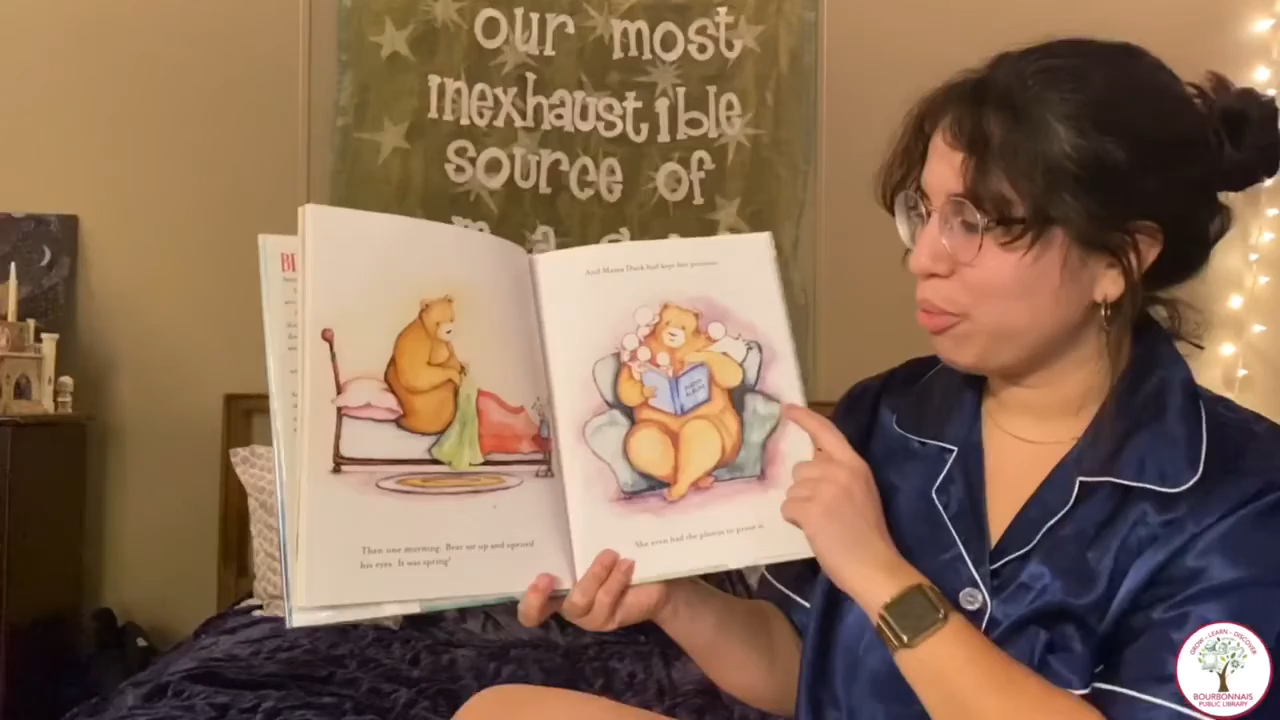 our most
inexhaustible
source of
And Mama Duck had kept her promise.
PHOTO
ALBUM
Then one morning, Bear sat up and opened
his eyes. It was spring!
She even had the photos to prove it.
GROW - LEARN - DISCOVER
BOURBONNAIS
PUBLIC LIBRARY